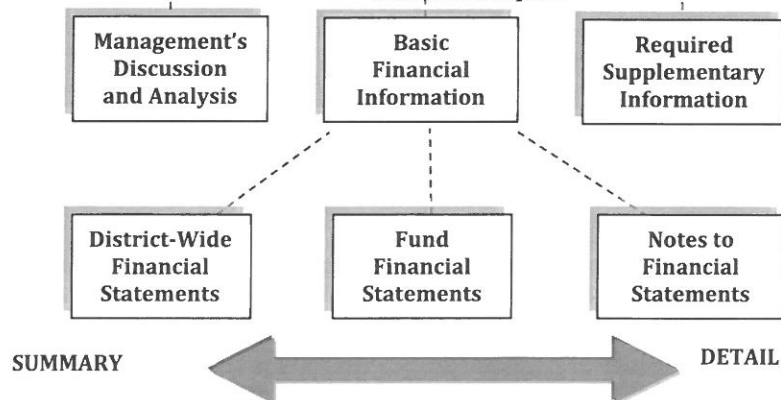 Management's
Discussion
and Analysis
Basic
Financial
Information
Required
Supplementary
Information
District-Wide
Financial
Statements
Fund
Financial
Statements
Notes to
Financial
Statements
SUMMARY
DETAIL